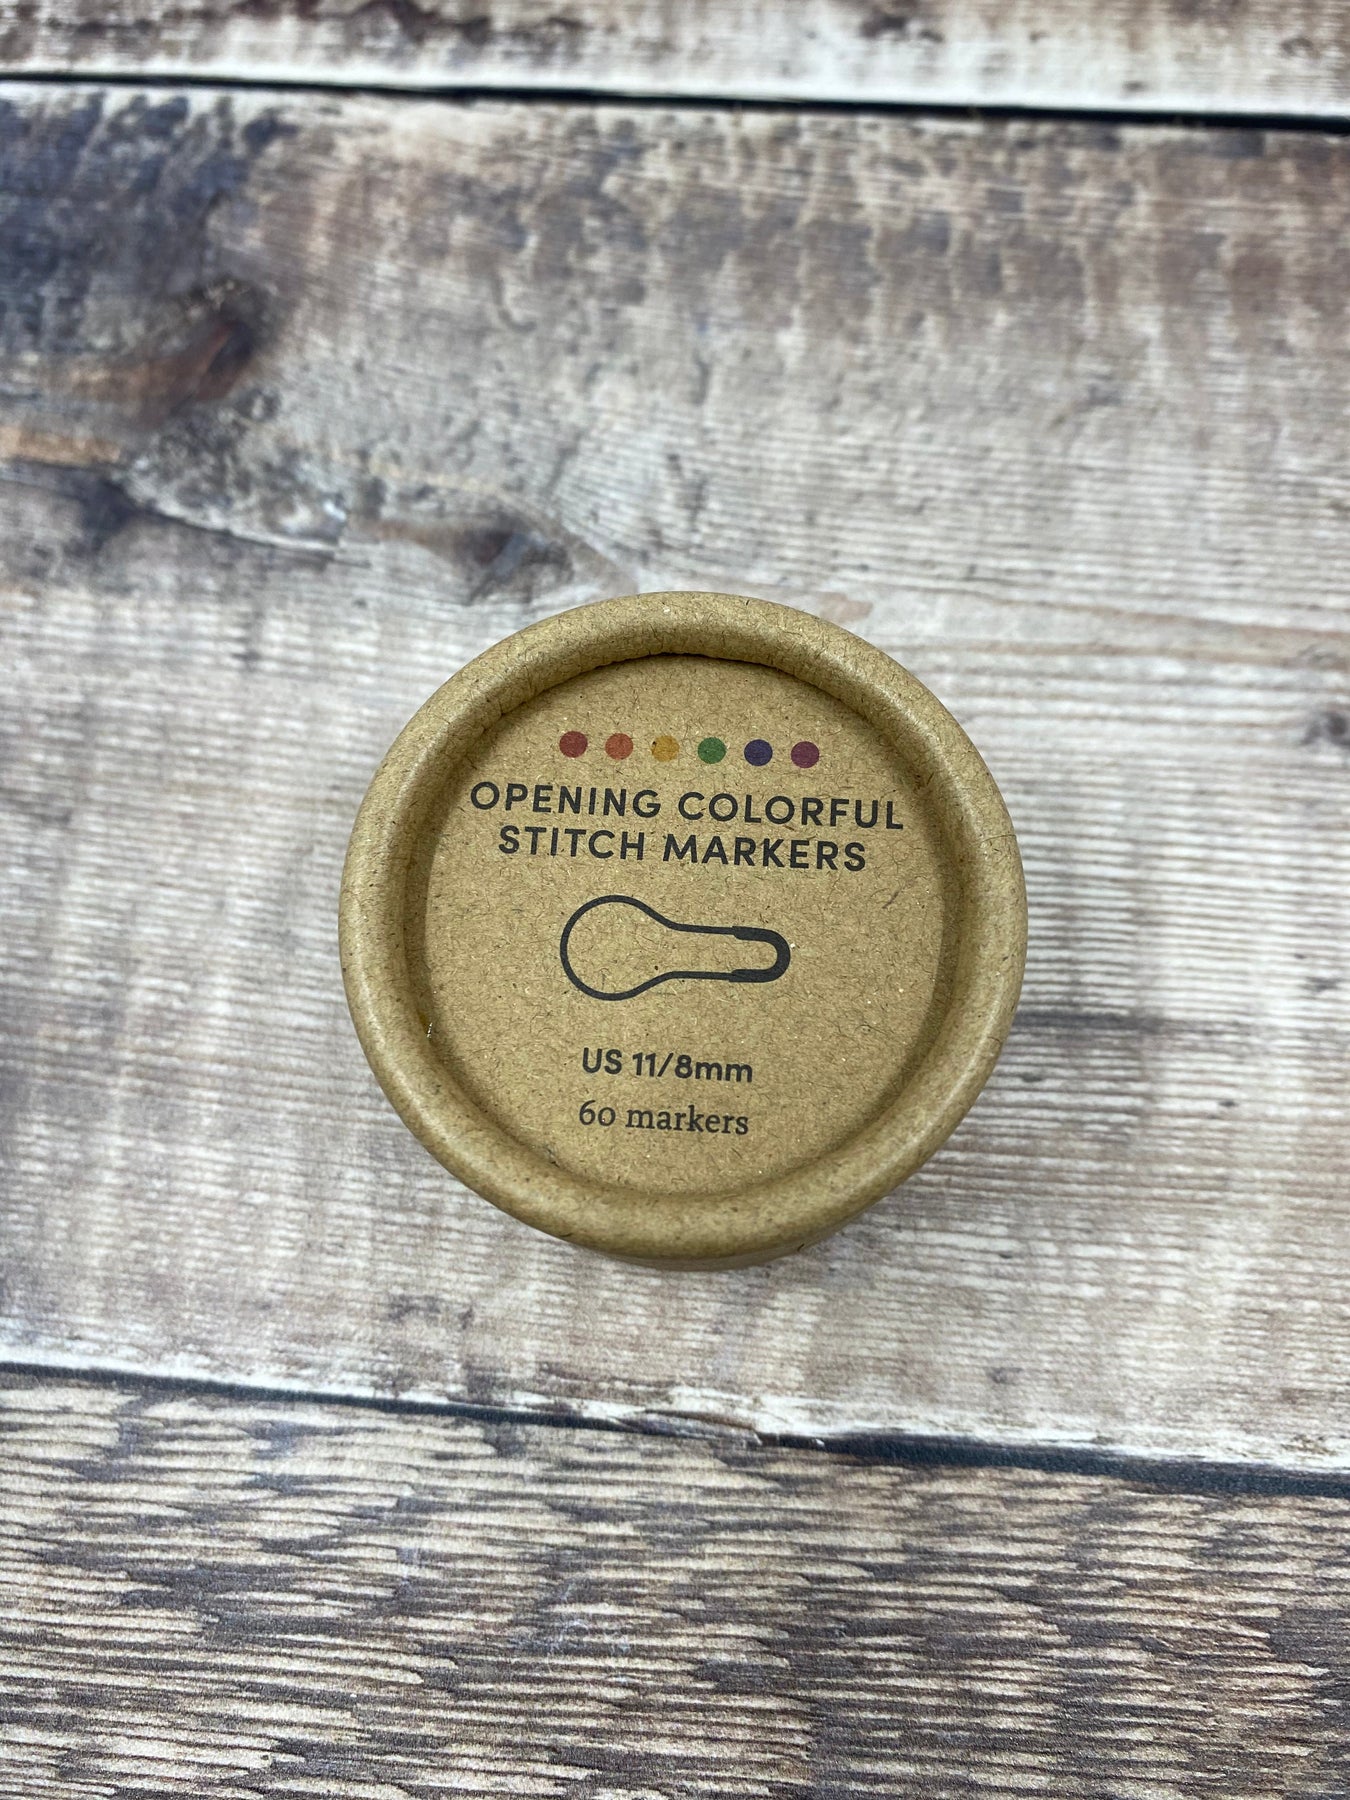 OPENING COLORFUL
STITCH MARKERS
US 11/8mm
60 markers